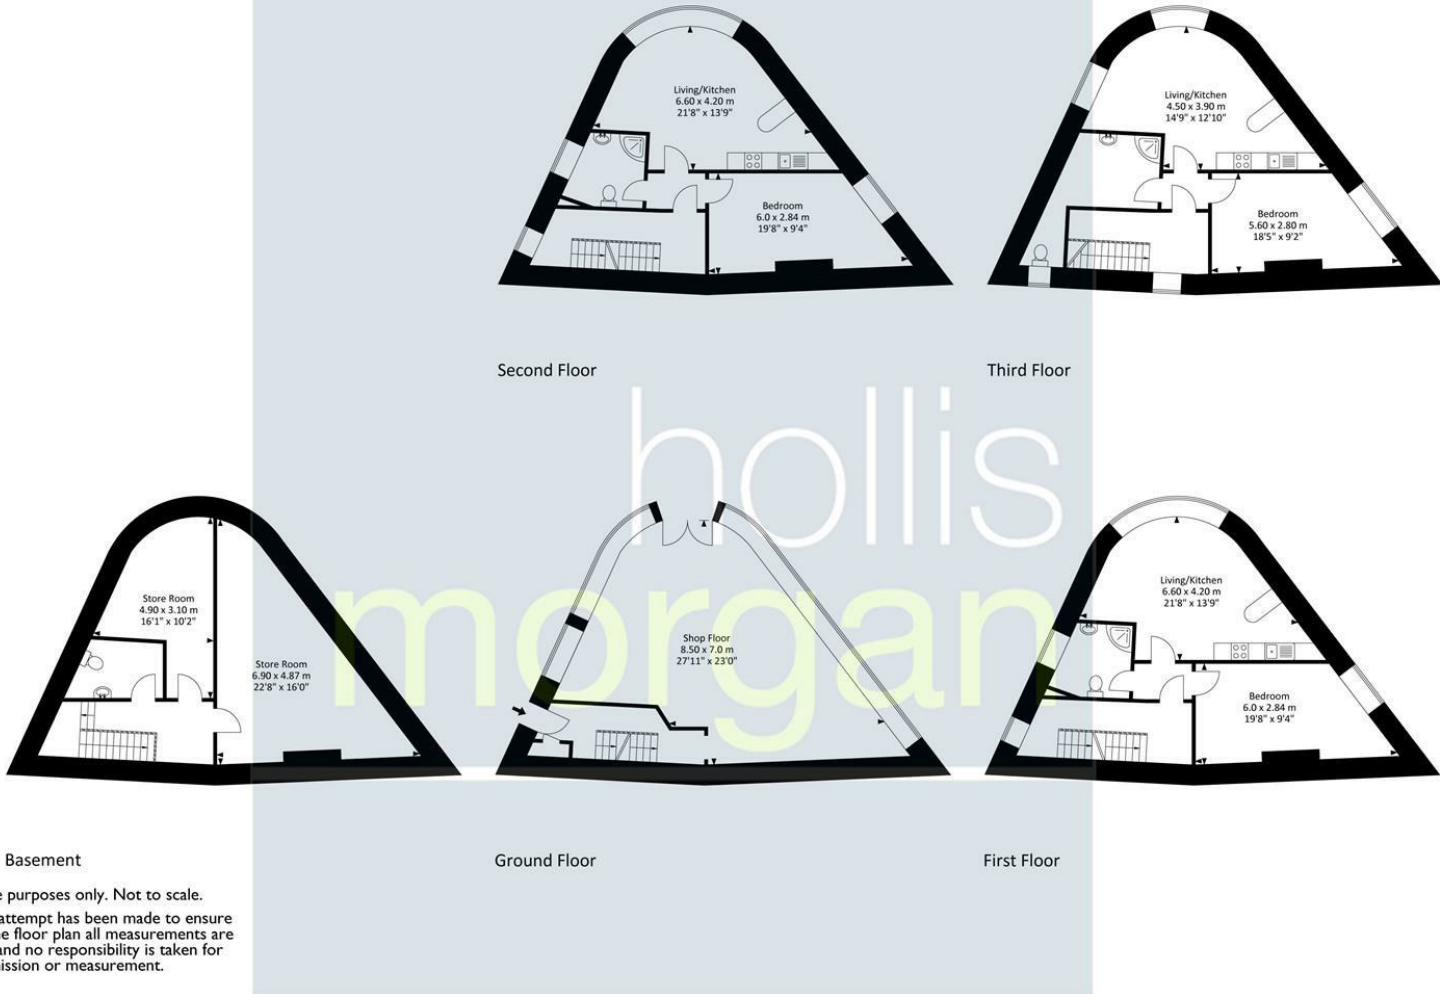 Living/Kitchen
6.60 x 4.20 m
21'8" x 13'9"
Bedroom
6.0 x 2.84 m
19'8" x 9'4"
Second Floor
Living/Kitchen
4.50 x 3.90 m
14'9" x 12'10"
Bedroom
5.60 x 2.80 m
18'5" x 9'2"
Third Floor
hollis
morgan
Store Room
4.90 x 3.10 m
16'1" x 10'2"
Store Room
6.90 x 4.87 m
22'8" x 16'0"
Basement
Shop Floor
8.50 x 7.0 m
27'11" x 23'0"
Ground Floor
Living/Kitchen
6.60 x 4.20 m
21'8" x 13'9"
Bedroom
6.0 x 2.84 m
19'8" x 9'4"
First Floor
purposes only. Not to scale.
attempt has been made to ensure
floor plan all measurements are
and no responsibility is taken for
or measurement.